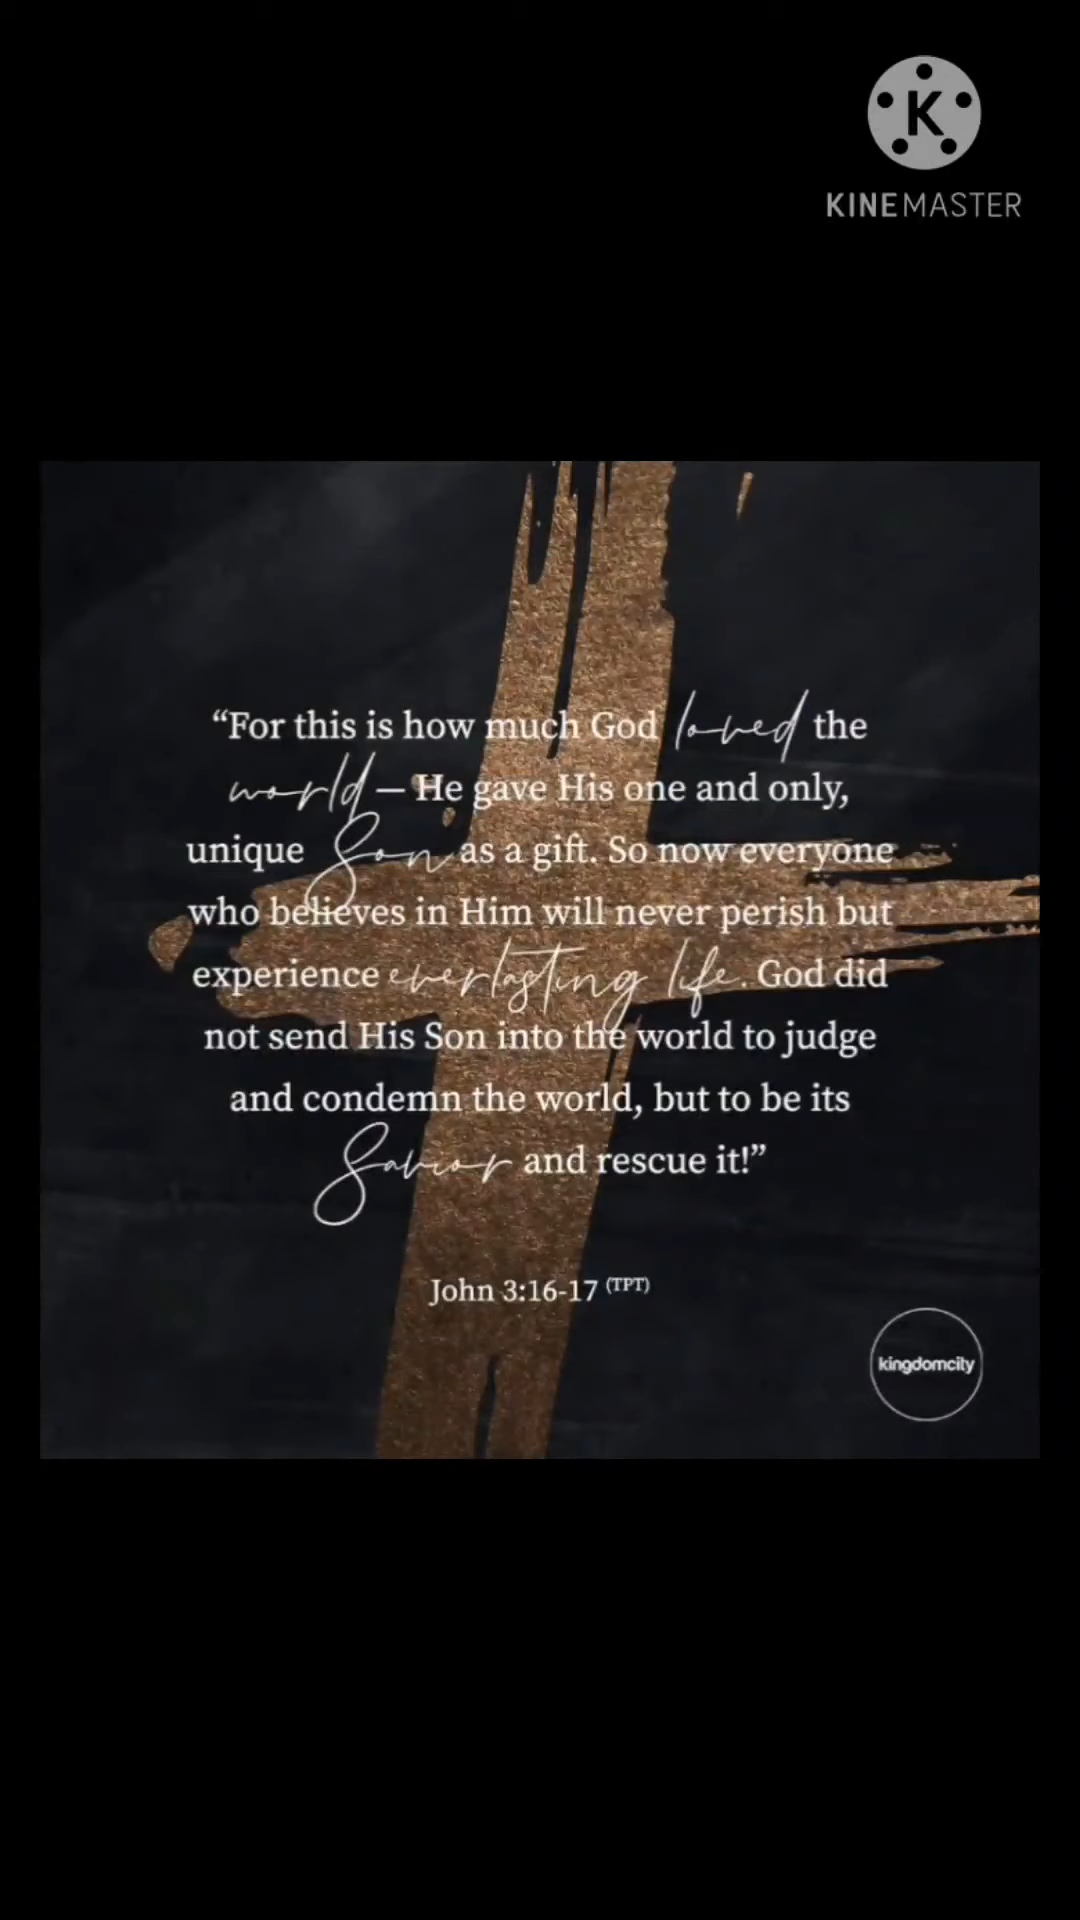 K
KINEMASTER
“For this is how much God loved the
world – He gave His one and only,
unique Son as a gift. So now everyone
who believes in Him will never perish but
experience everlasting life. God did
not send His Son into the world to judge
and condemn the world, but to be its
Savior and rescue it!”
John 3:16-17 (TPT)
kingdomcity